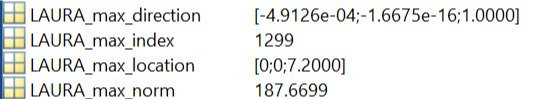 LAURA_max_direction [-4.9126e-04;-1.6675e-16;1.0000]
LAURA_max_index 1299
LAURA_max_location [0;0;7.2000]
LAURA_max_norm 187.6699